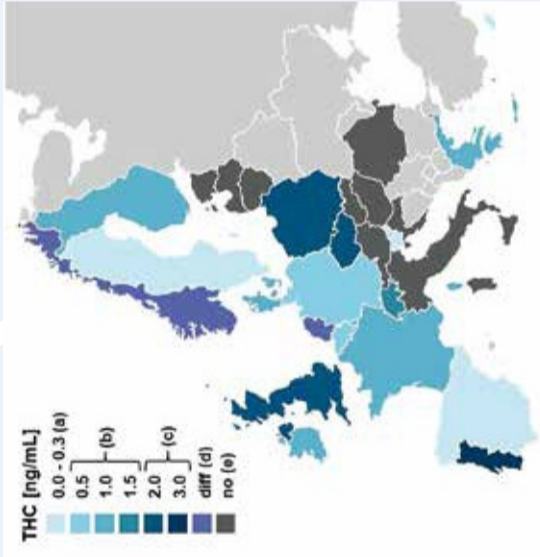 THC [ng/mL]
0.0 - 0.3 (a)
0.5
1.0
(b)
1.5
2.0
(c)
3.0
diff (d)
no (e)